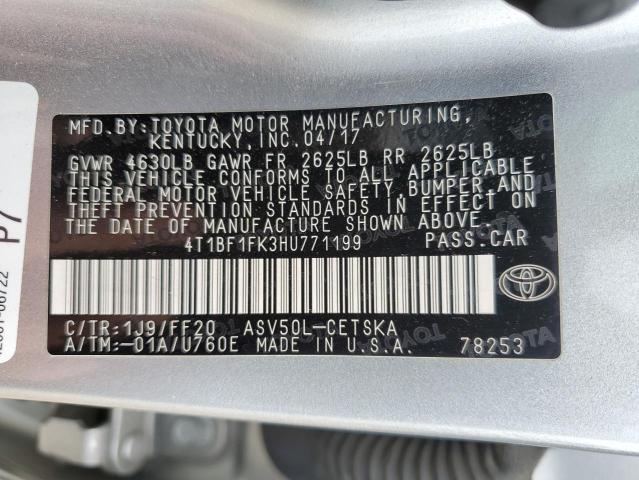 MFD.BY:TOYOTA MOTOR MANUFACTURING,
KENTUCKY, INC. 04/17
GVWR 4630LB GAWR FR 2625LB RR 2625LB
THIS VEHICLE CONFORMS TO ALL APPLICABLE
FEDERAL MOTOR VEHICLE SAFETY, BUMPER, AND
THEFT PREVENTION STANDARDS IN EFFECT ON
THE DATE OF MANUFACTURE SHOWN ABOVE.
4T1BF1FK3HU771199 PASS.CAR
C/TR:1J9/FF20 ASV50L-CETSKA
A/TM:-01A/U760E MADE IN U.S.A. 78253
P7